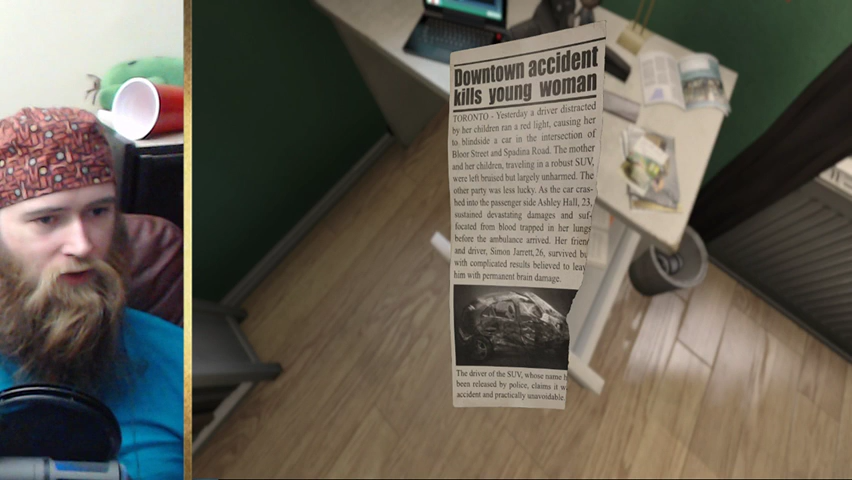 Downtown accident
kills young woman
TORONTO - Yesterday a driver distracted
by her children ran a red light, causing her
to blindside a car in the intersection of
Bloor Street and Spadina Road. The mother
and her children, traveling in a robust SUV,
were left bruised but largely unharmed. The
other party was less lucky. As the car cras-
hed into the passenger side Ashley Hall, 23,
sustained devastating damages and suf-
focated from blood trapped in her lungs
before the ambulance arrived. Her friend
and driver, Simon Jarrett, 26, survived bu
with complicated results believed to leav
him with permanent brain damage.
The driver of the SUV, whose name h
been released by police, claims it w
accident and practically unavoidable